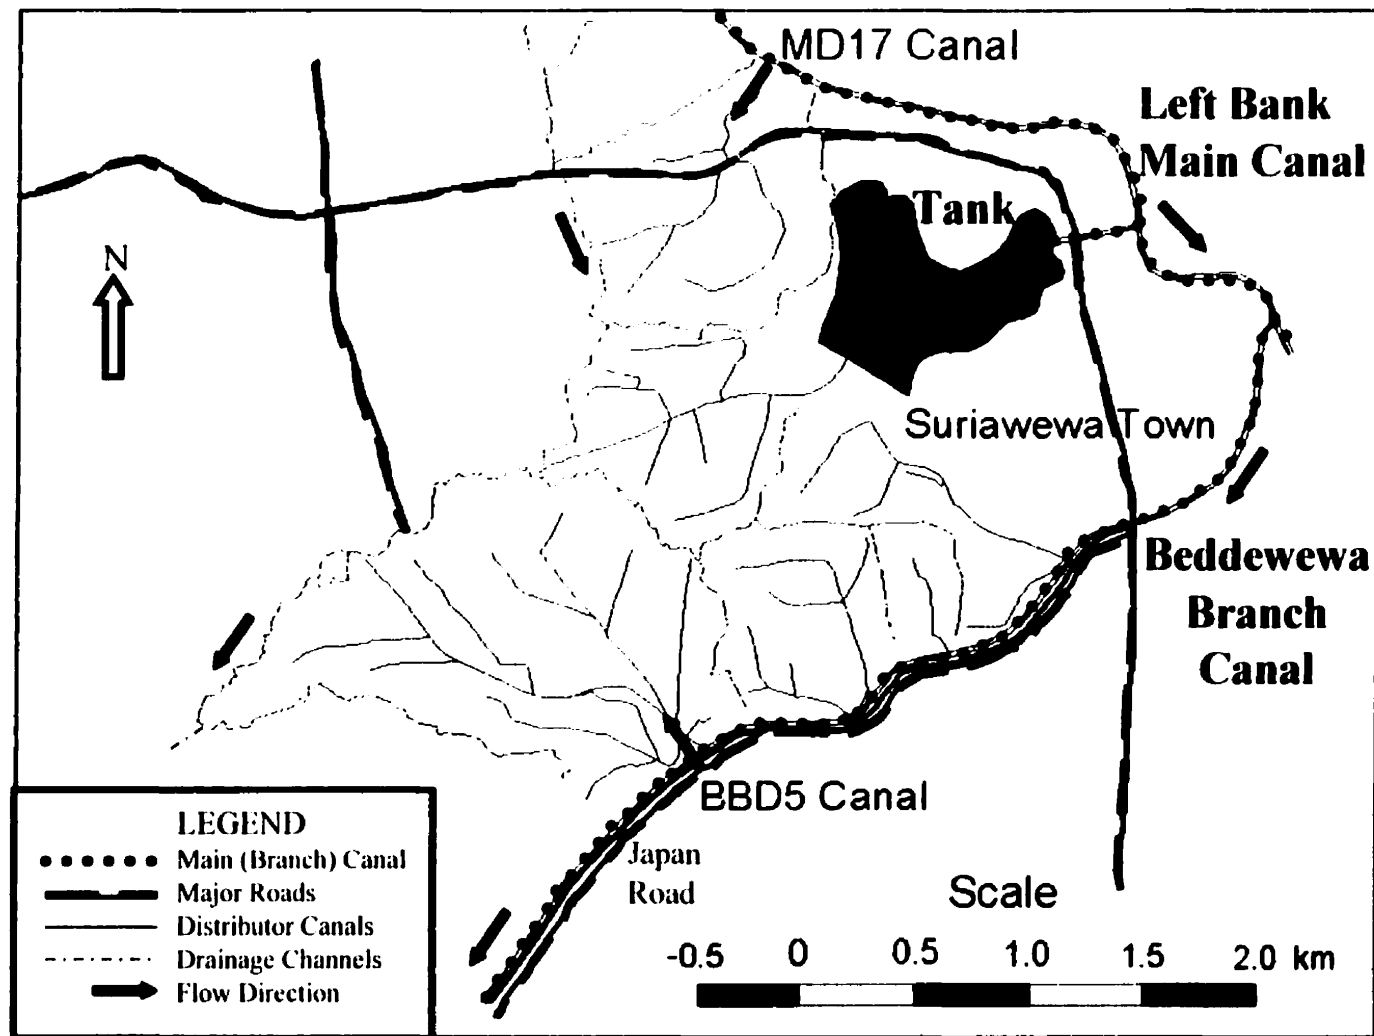 MD17 Canal
Left Bank
Main Canal
Tank
N
Suriawewa Town
Beddewewa
Branch
Canal
BBD5 Canal
Japan
Road
LEGEND
Main (Branch) Canal
Major Roads
Distributor Canals
Drainage Channels
Flow Direction
Scale
-0.5 0 0.5 1.0 1.5 2.0 km